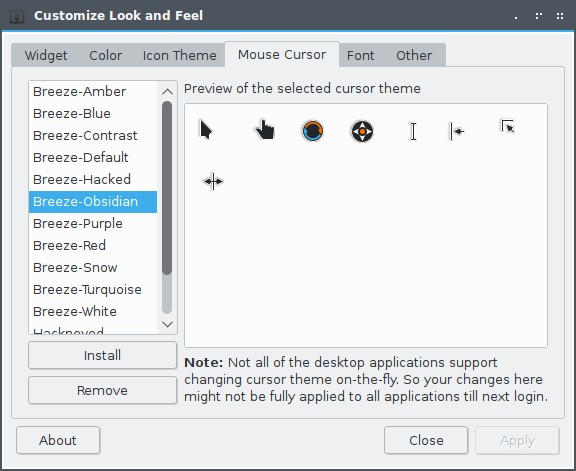 Customize Look and Feel
Widget Color Icon Theme Mouse Cursor Font Other
Breeze-Amber
Breeze-Blue
Breeze-Contrast
Breeze-Default
Breeze-Hacked
Breeze-Obsidian
Breeze-Purple
Breeze-Red
Breeze-Snow
Breeze-Turquoise
Breeze-White
Hackneyed
Install
Remove
Preview of the selected cursor theme
Note: Not all of the desktop applications support
changing cursor theme on-the-fly. So your changes here
might not be fully applied to all applications till next login.
About
Close
Apply